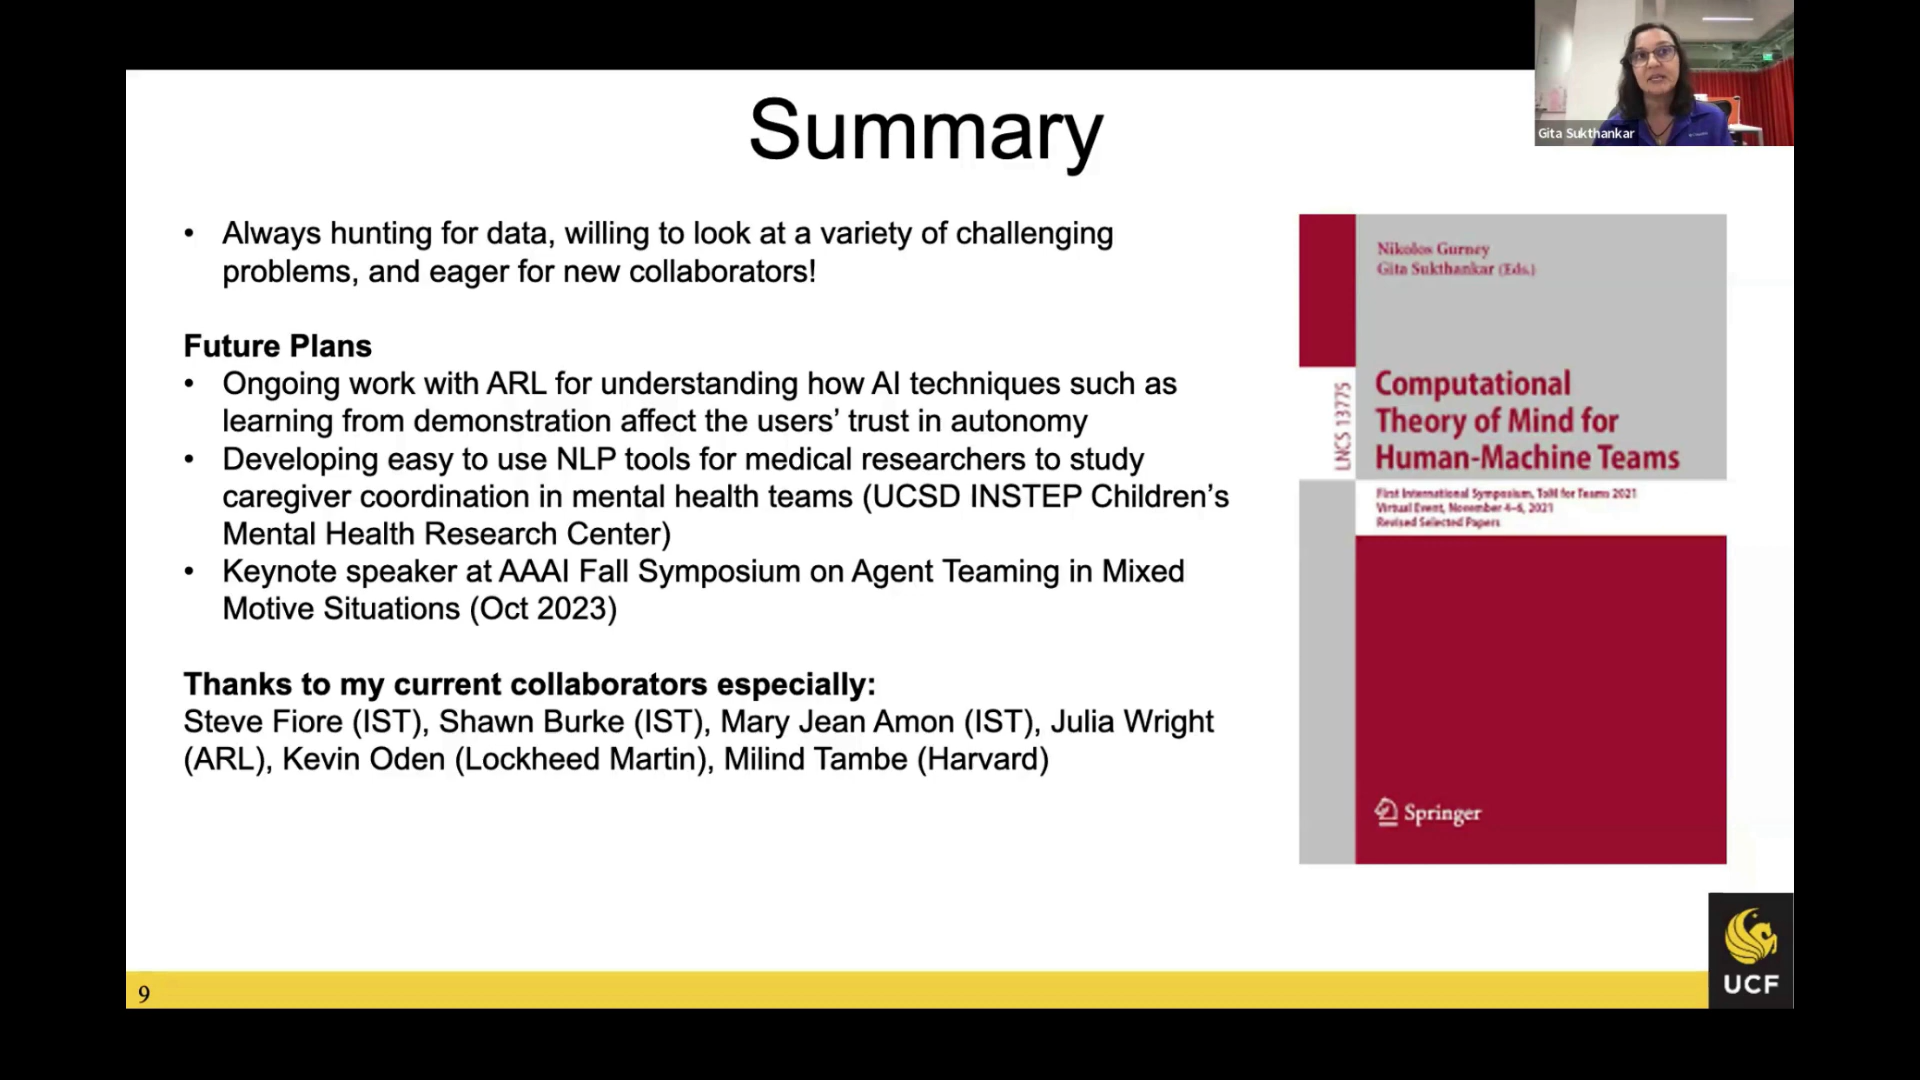 Summary
Gita Sukthankar
• Always hunting for data, willing to look at a variety of challenging
problems, and eager for new collaborators!
Future Plans
• Ongoing work with ARL for understanding how AI techniques such as
learning from demonstration affect the users’ trust in autonomy
• Developing easy to use NLP tools for medical researchers to study
caregiver coordination in mental health teams (UCSD INSTEP Children’s
Mental Health Research Center)
• Keynote speaker at AAAI Fall Symposium on Agent Teaming in Mixed
Motive Situations (Oct 2023)
Thanks to my current collaborators especially:
Steve Fiore (IST), Shawn Burke (IST), Mary Jean Amon (IST), Julia Wright
(ARL), Kevin Oden (Lockheed Martin), Milind Tambe (Harvard)
Nikolos Gurney
Gita Sukthankar (Eds.)
LNCS 13775
Computational
Theory of Mind for
Human-Machine Teams
First International Symposium, ToM for Teams 2021
Virtual Event, November 4–6, 2021
Revised Selected Papers
Springer
9
UCF